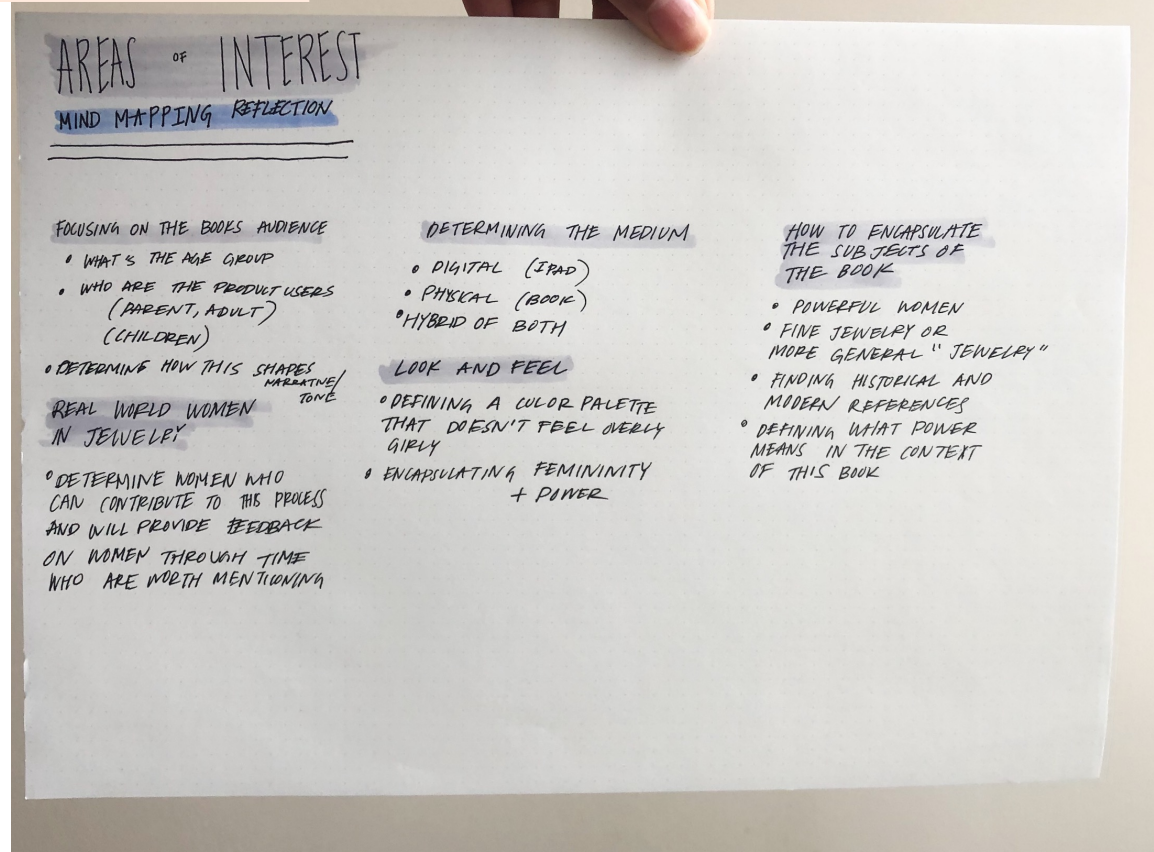 AREAS OF INTEREST
MIND MAPPING REFLECTION
FOCUSING ON THE BOOKS AUDIENCE
• WHAT'S THE AGE GROUP
• WHO ARE THE PRODUCT USERS
(PARENT, ADULT)
(CHILDREN)
• DETERMINING HOW THIS SHAPES
NARRATIVE/
TONE
REAL WORLD WOMEN
IN JEWELRY
• DETERMINE WOMEN WHO
CAN CONTRIBUTE TO THIS PROCESS
AND WILL PROVIDE FEEDBACK
ON WOMEN THROUGH TIME
WHO ARE WORTH MENTIONING
DETERMINING THE MEDIUM
• DIGITAL (IPAD)
• PHYSICAL (BOOK)
• HYBRID OF BOTH
LOOK AND FEEL
• DEFINING A COLOR PALETTE
THAT DOESN'T FEEL OVERLY
GIRLY
• ENCAPSULATING FEMININITY
+ POWER
HOW TO ENCAPSULATE
THE SUBJECTS OF
THE BOOK
• POWERFUL WOMEN
• FINE JEWELRY OR
MORE GENERAL "JEWELRY"
• FINDING HISTORICAL AND
MODERN REFERENCES
• DEFINING WHAT POWER
MEANS IN THE CONTEXT
OF THIS BOOK